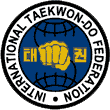 INTERNATIONAL TAEKWON-DO FEDERATION
태 권